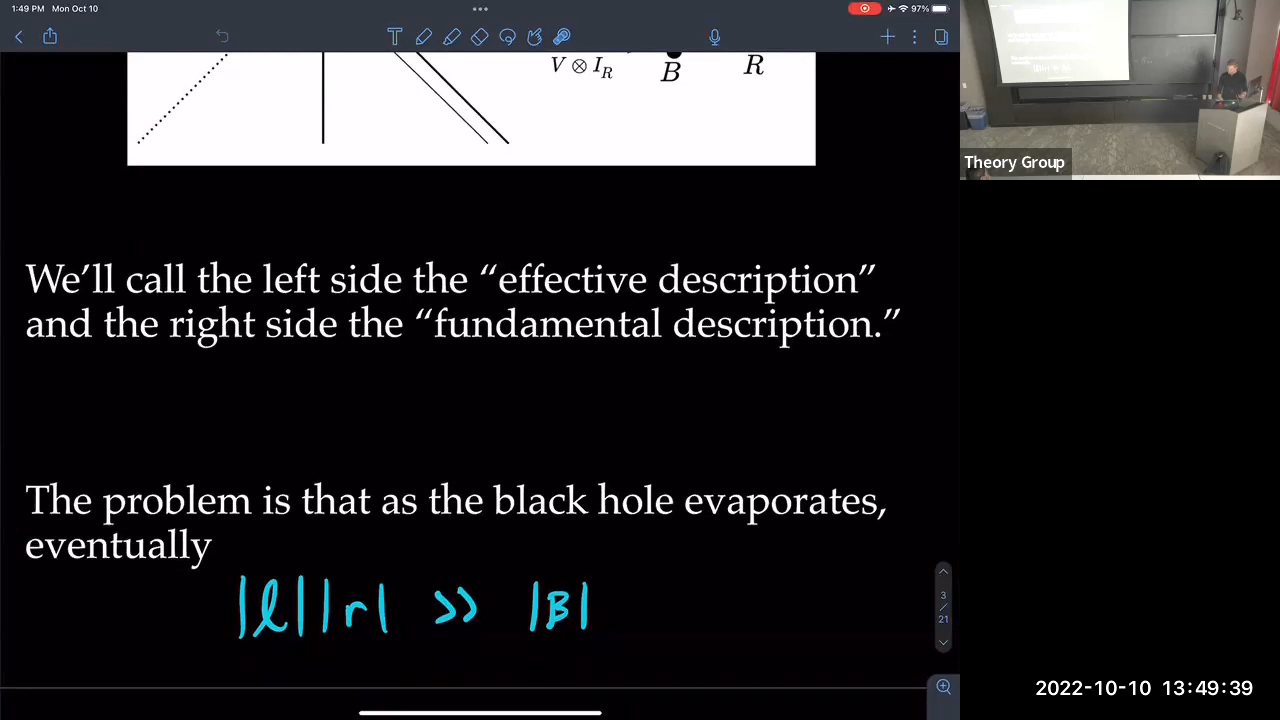 1:49 PM Mon Oct 10
97%
V ⊗ I_R
B
R
Theory Group
We’ll call the left side the “effective description”
and the right side the “fundamental description.”
The problem is that as the black hole evaporates,
eventually
|ℓ||r| >> |B|
3
/
21
2022-10-10 13:49:39